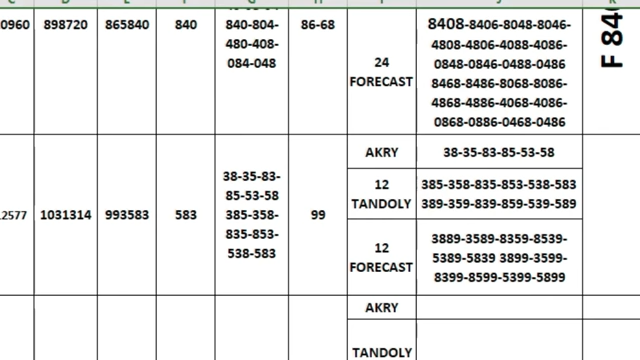 0960 898720 865840 840
840-804-
480-408-
084-048
86-68
24
FORECAST
8408-8406-8048-8046-
4808-4806-4088-4086-
0848-0846-0488-0486
8468-8486-8068-8086-
4868-4886-4068-4086-
0868-0886-0468-0486
F 840
AKRY 38-35-83-85-53-58
2577 1031314 993583 583
38-35-83-
85-53-58
385-358-
835-853-
538-583
99
12
TANDOLY
385-358-835-853-538-583
389-359-839-859-539-589
12
FORECAST
3889-3589-8359-8539-
5389-5839 3899-3599-
8399-8599-5399-5899
AKRY
TANDOLY